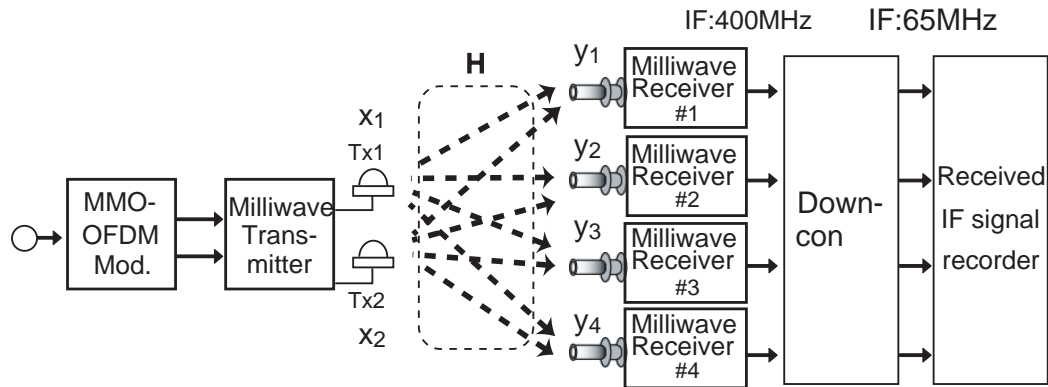 IF:400MHz
IF:65MHz
H
y1
Milliwave
Receiver
#1
x1
Tx1
y2
Milliwave
Receiver
#2
MMO-
OFDM
Mod.
Milliwave
Trans-
mitter
Down-
con
Received
IF signal
recorder
y3
Milliwave
Receiver
#3
Tx2
x2
y4
Milliwave
Receiver
#4